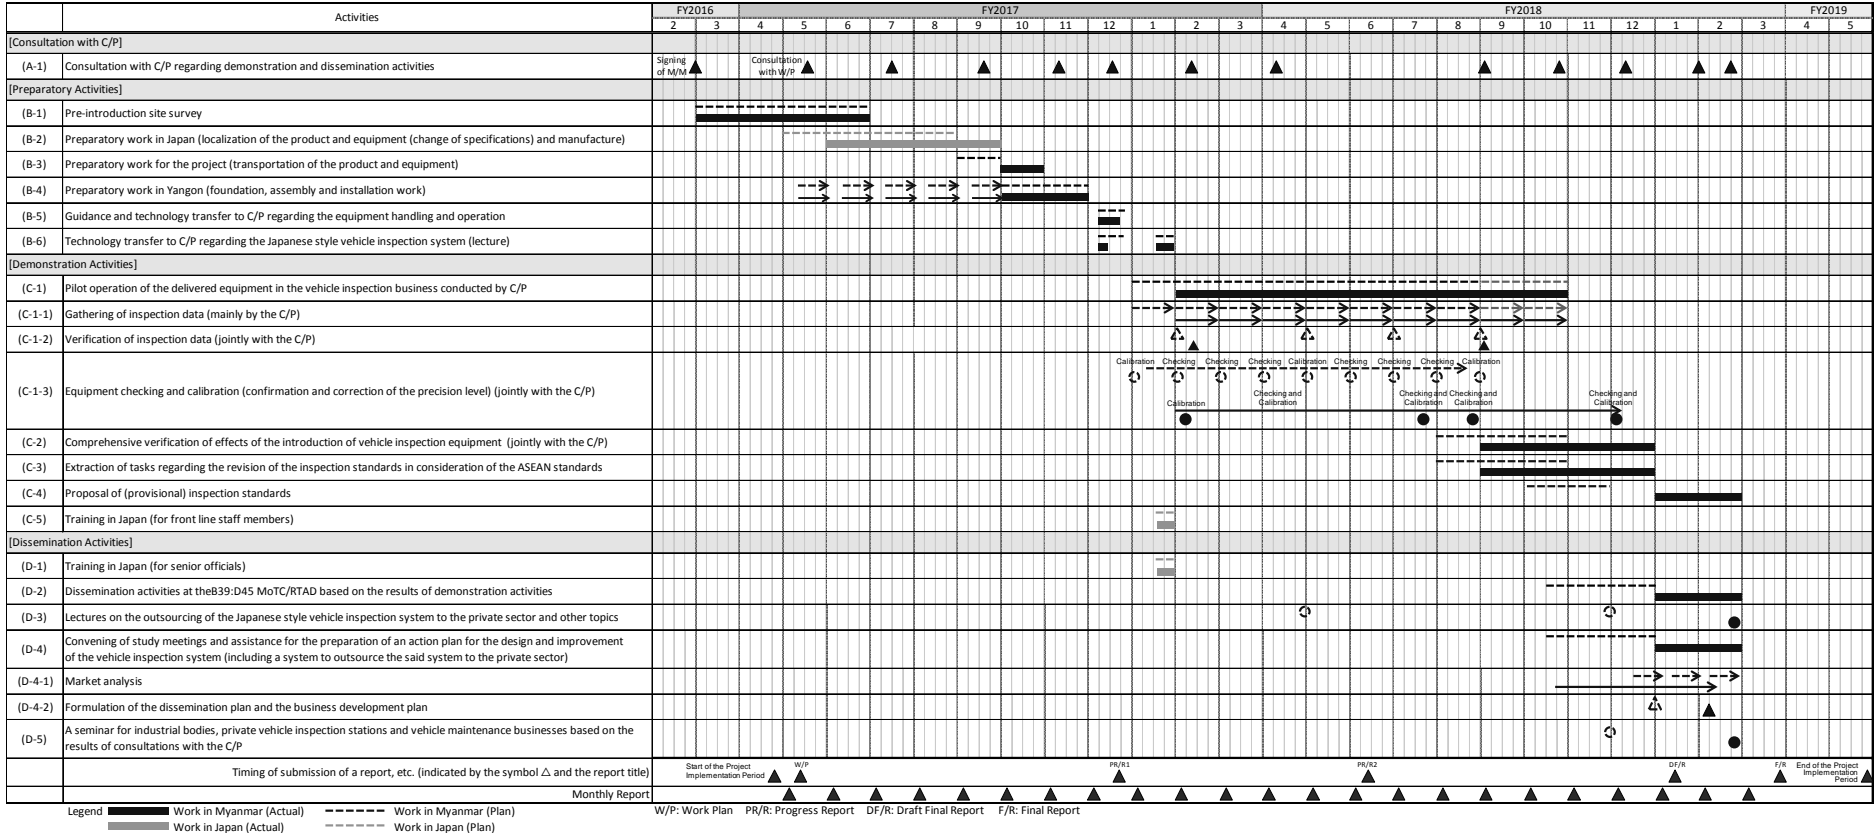 Activities FY2016 FY2017 FY2018 FY2019
2 3 4 5 6 7 8 9 10 11 12 1 2 3 4 5 6 7 8 9 10 11 12 1 2 3 4 5
[Consultation with C/P]
(A-1) Consultation with C/P regarding demonstration and dissemination activities
Signing of M/M
Consultation with W/P
[Preparatory Activities]
(B-1) Pre-introduction site survey
(B-2) Preparatory work in Japan (localization of the product and equipment (change of specifications) and manufacture)
(B-3) Preparatory work for the project (transportation of the product and equipment)
(B-4) Preparatory work in Yangon (foundation, assembly and installation work)
(B-5) Guidance and technology transfer to C/P regarding the equipment handling and operation
(B-6) Technology transfer to C/P regarding the Japanese style vehicle inspection system (lecture)
[Demonstration Activities]
(C-1) Pilot operation of the delivered equipment in the vehicle inspection business conducted by C/P
(C-1-1) Gathering of inspection data (mainly by the C/P)
(C-1-2) Verification of inspection data (jointly with the C/P)
Calibration Checking Checking Checking Calibration Checking Checking Checking Calibration
(C-1-3) Equipment checking and calibration (confirmation and correction of the precision level) (jointly with the C/P)
Calibration
Checking and Calibration
Checking and Calibration
Checking and Calibration
Checking and Calibration
(C-2) Comprehensive verification of effects of the introduction of vehicle inspection equipment (jointly with the C/P)
(C-3) Extraction of tasks regarding the revision of the inspection standards in consideration of the ASEAN standards
(C-4) Proposal of (provisional) inspection standards
(C-5) Training in Japan (for front line staff members)
[Dissemination Activities]
(D-1) Training in Japan (for senior officials)
(D-2) Dissemination activities at theB39:D45 MoTC/RTAD based on the results of demonstration activities
(D-3) Lectures on the outsourcing of the Japanese style vehicle inspection system to the private sector and other topics
(D-4) Convening of study meetings and assistance for the preparation of an action plan for the design and improvement
of the vehicle inspection system (including a system to outsource the said system to the private sector)
(D-4-1) Market analysis
(D-4-2) Formulation of the dissemination plan and the business development plan
(D-5) A seminar for industrial bodies, private vehicle inspection stations and vehicle maintenance businesses based on the
results of consultations with the C/P
Timing of submission of a report, etc. (indicated by the symbol △ and the report title)
Start of the Project
Implementation Period
W/P PR/R1 PR/R2 DF/R F/R
End of the Project
Implementation
Period
Monthly Report
Legend Work in Myanmar (Actual) Work in Myanmar (Plan) W/P: Work Plan PR/R: Progress Report DF/R: Draft Final Report F/R: Final Report
Work in Japan (Actual) Work in Japan (Plan)